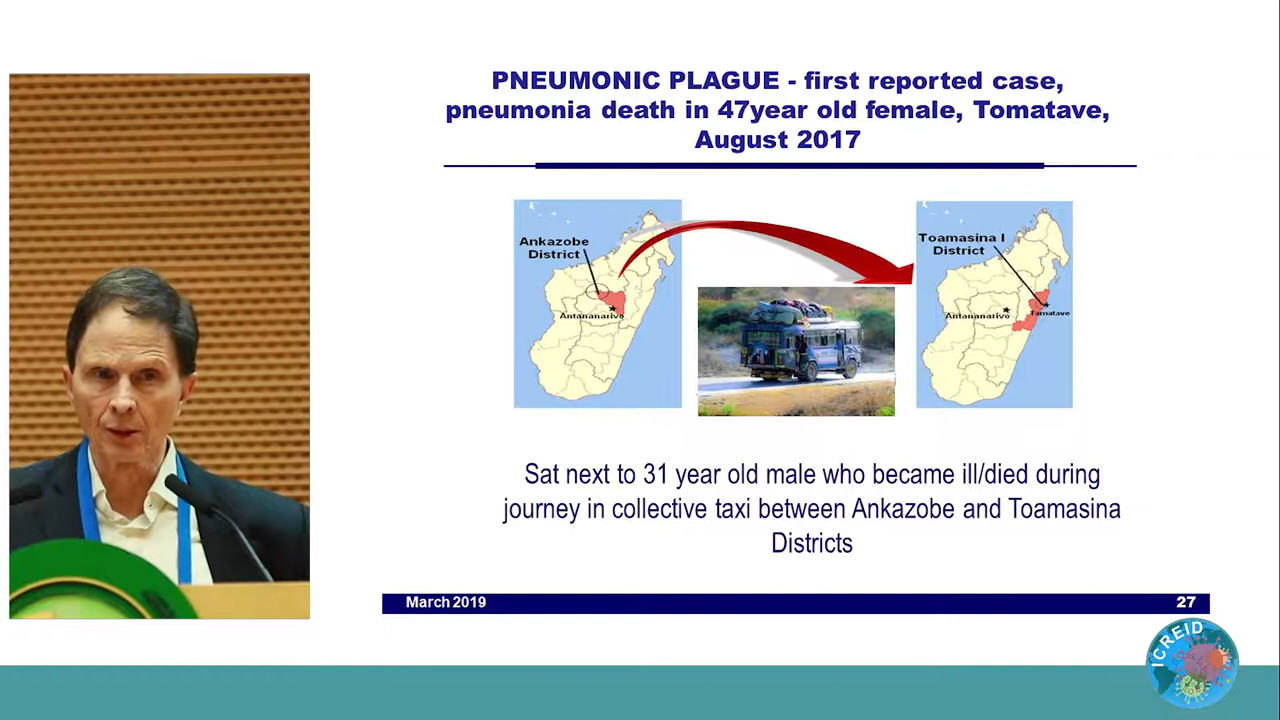 PNEUMONIC PLAGUE - first reported case,
pneumonia death in 47year old female, Tomatave,
August 2017
Ankazobe
District
Antananarivo
Toamasina I
District
Antananarivo
Tamatave
Sat next to 31 year old male who became ill/died during
journey in collective taxi between Ankazobe and Toamasina
Districts
March 2019
27
ICREID